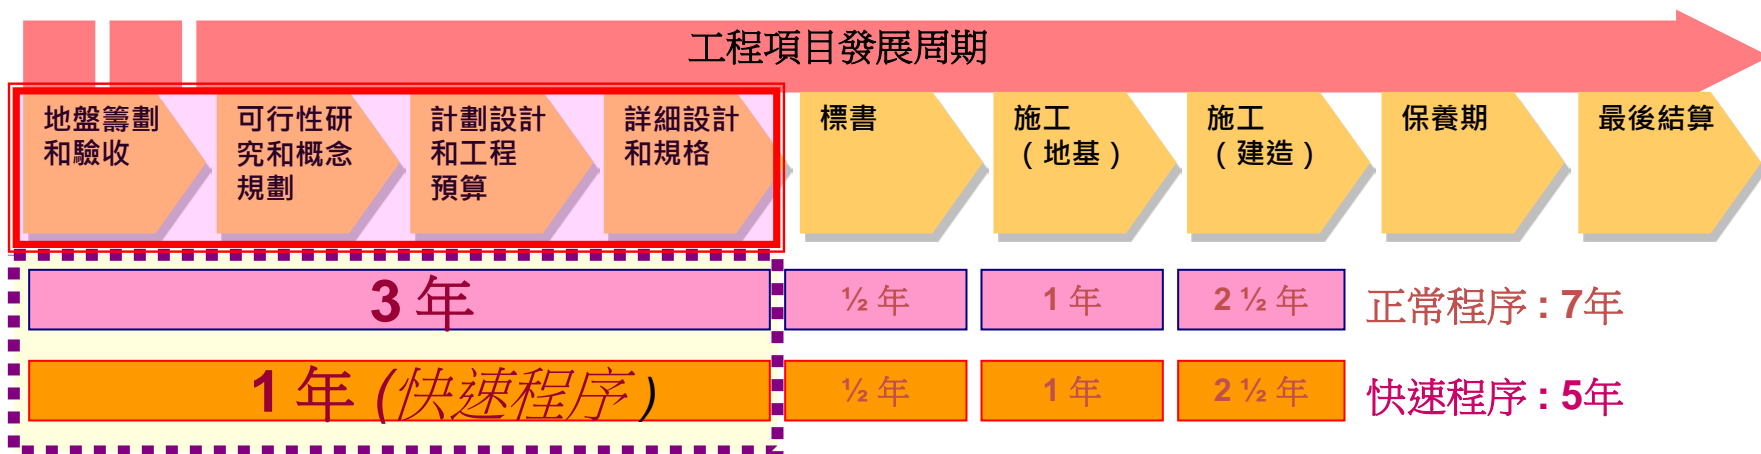 工程項目發展周期
地盤籌劃
和驗收
可行性研
究和概念
規劃
計劃設計
和工程
預算
詳細設計
和規格
標書
施工
（地基）
施工
（建造）
保養期
最後結算
3 年
½ 年
1 年
2 ½ 年
正常程序 : 7年
1 年 (快速程序 )
½ 年
1 年
2 ½ 年
快速程序 : 5年